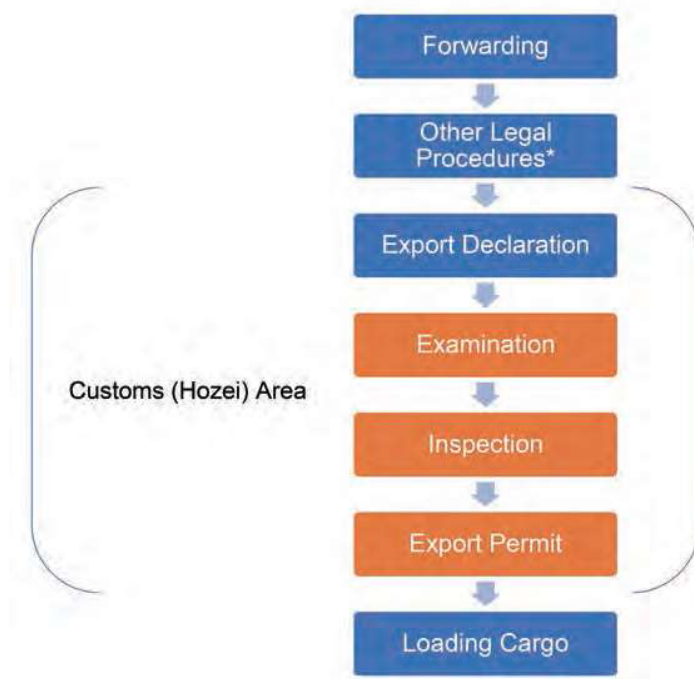 Forwarding
Other Legal
Procedures*
Export Declaration
Examination
Customs (Hozei) Area
Inspection
Export Permit
Loading Cargo